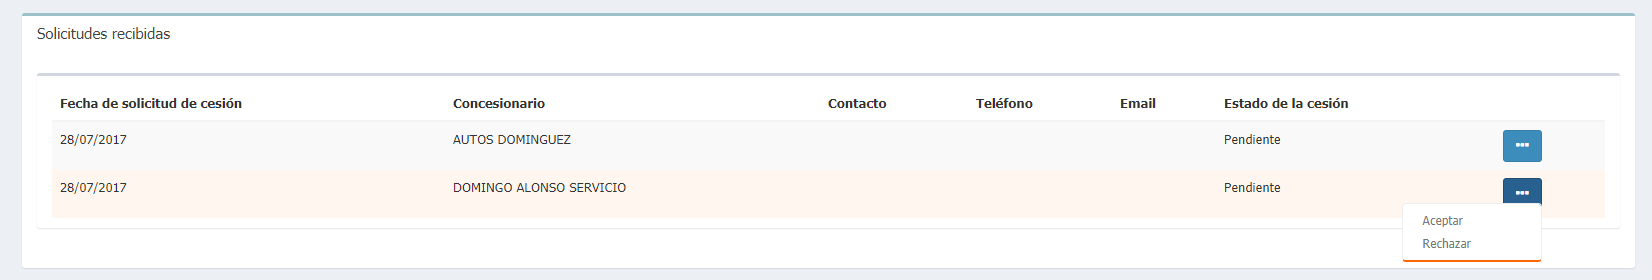 Solicitudes recibidas
Fecha de solicitud de cesión Concesionario Contacto Teléfono Email Estado de la cesión
28/07/2017 AUTOS DOMINGUEZ Pendiente
28/07/2017 DOMINGO ALONSO SERVICIO Pendiente
Aceptar
Rechazar